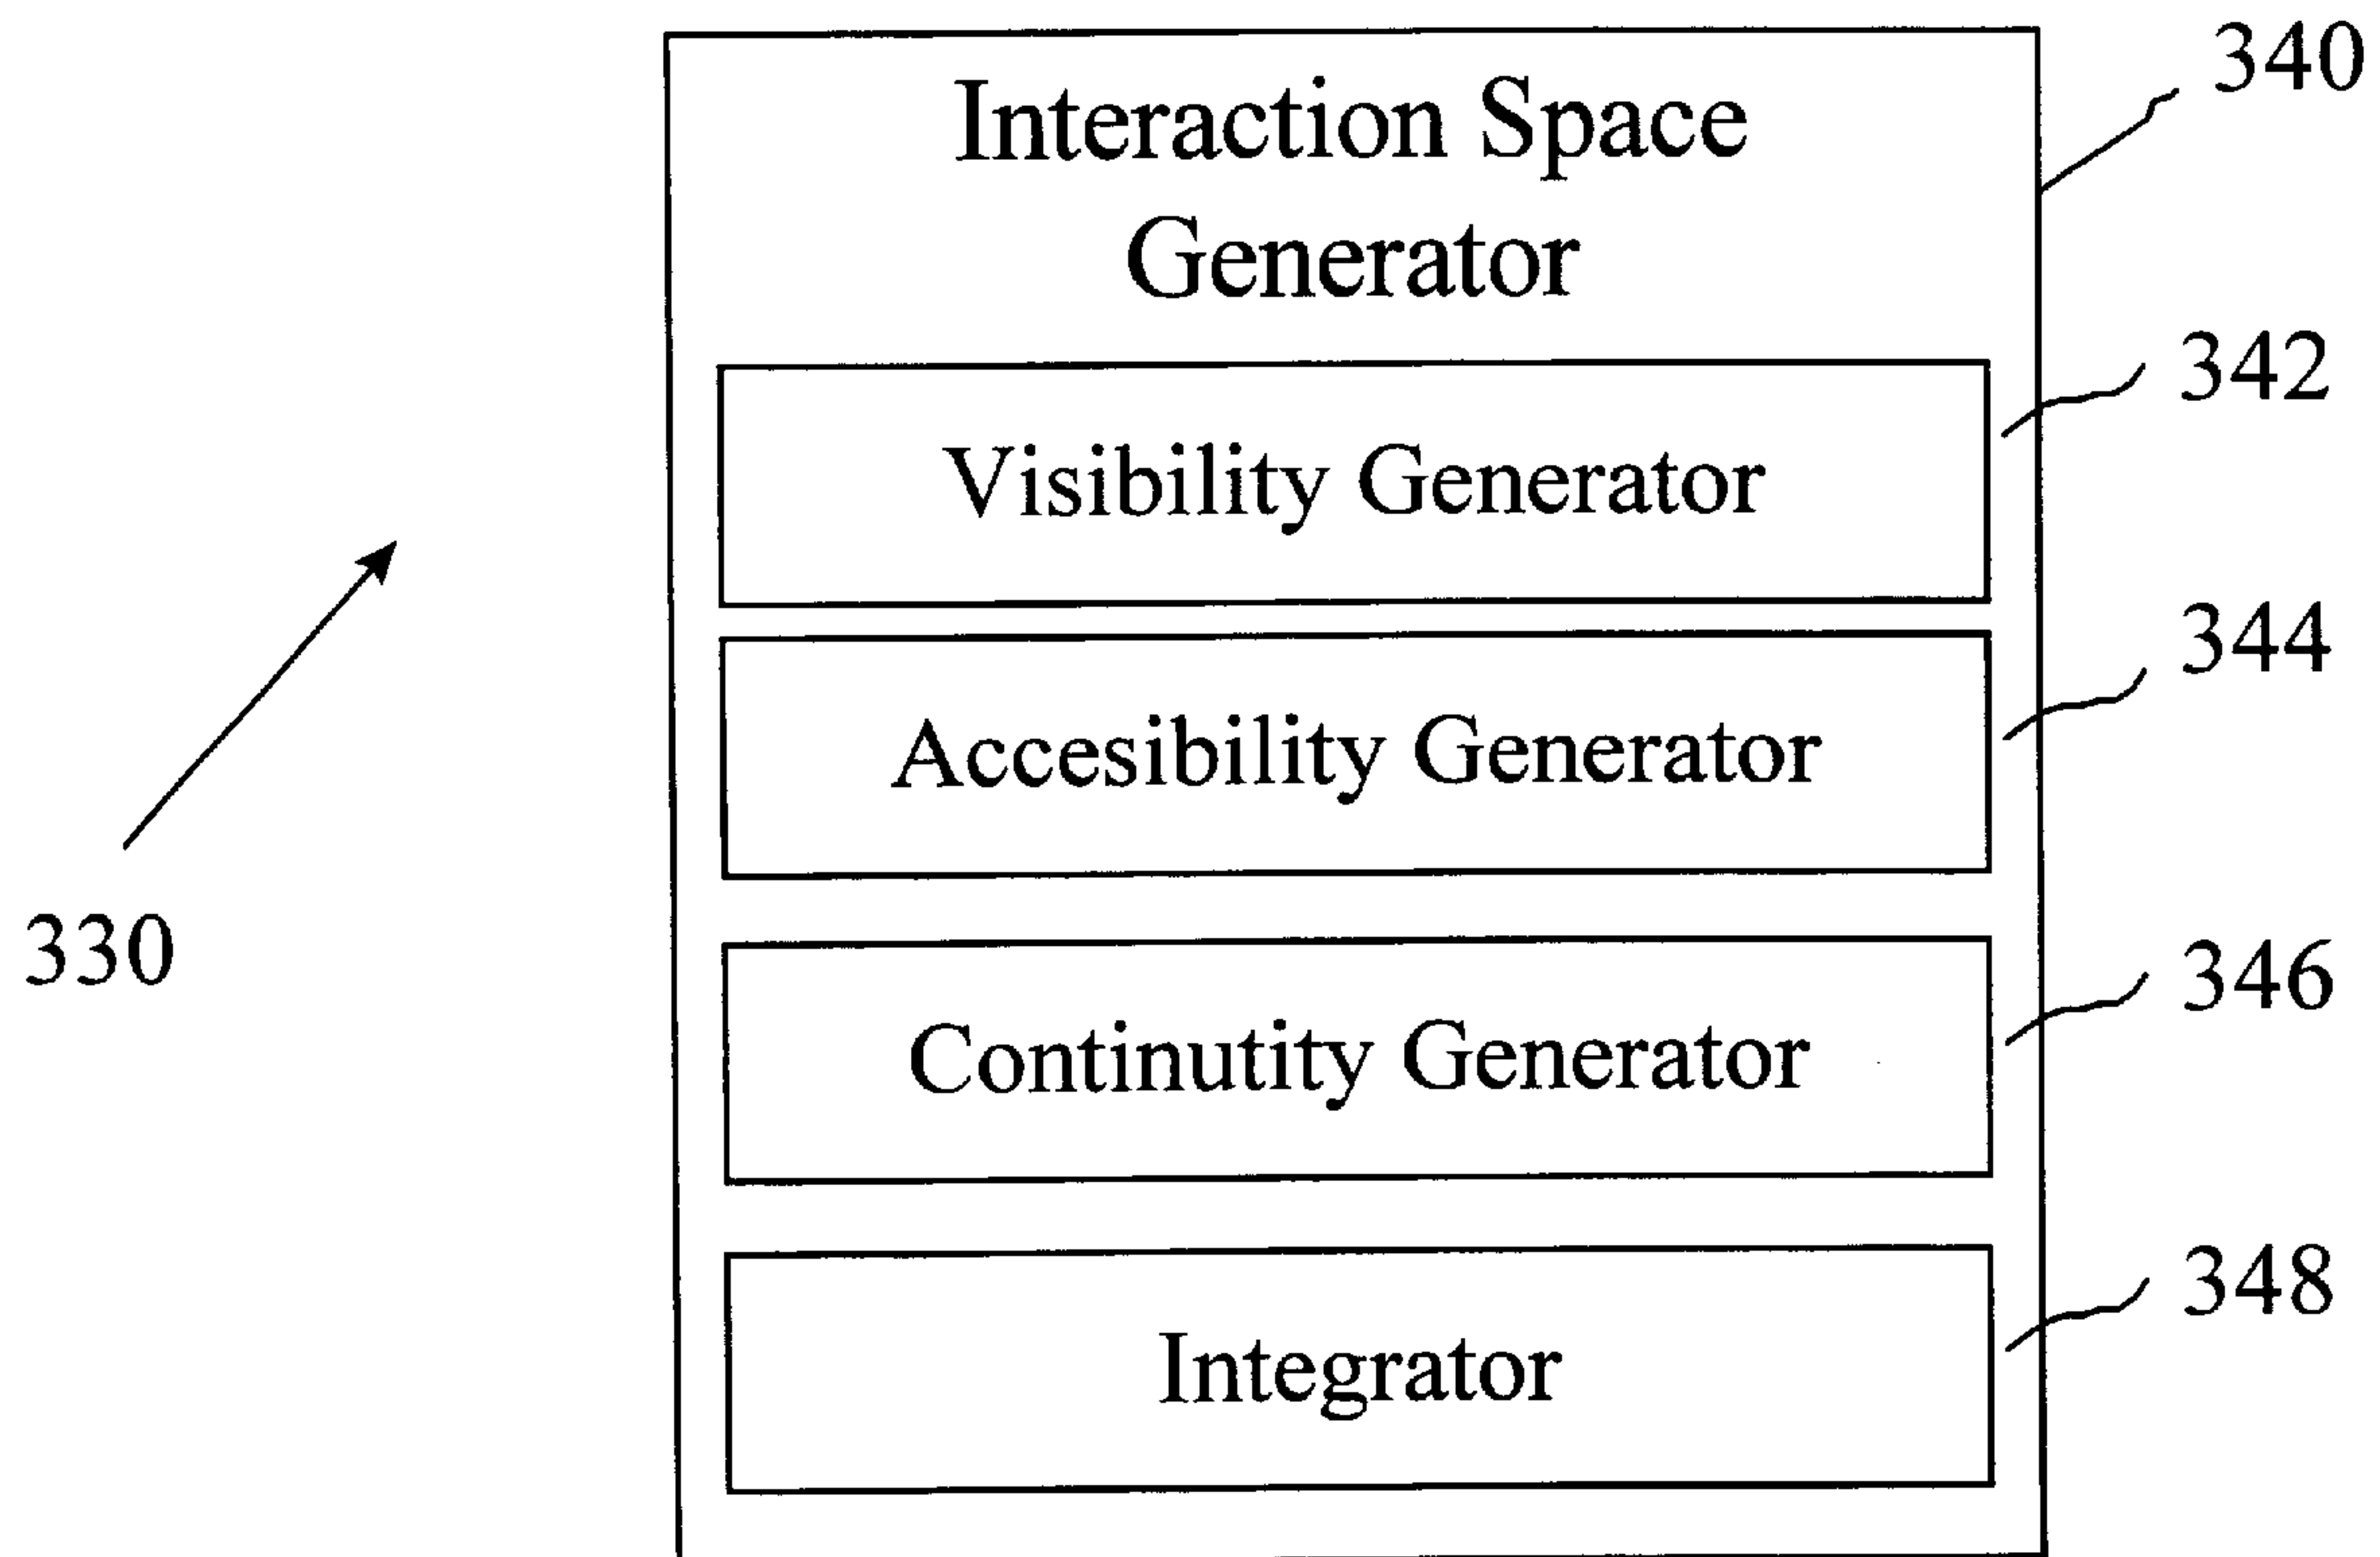 340
Interaction Space
Generator
342
Visibility Generator
344
Accesibility Generator
330
346
Continutity Generator
348
Integrator